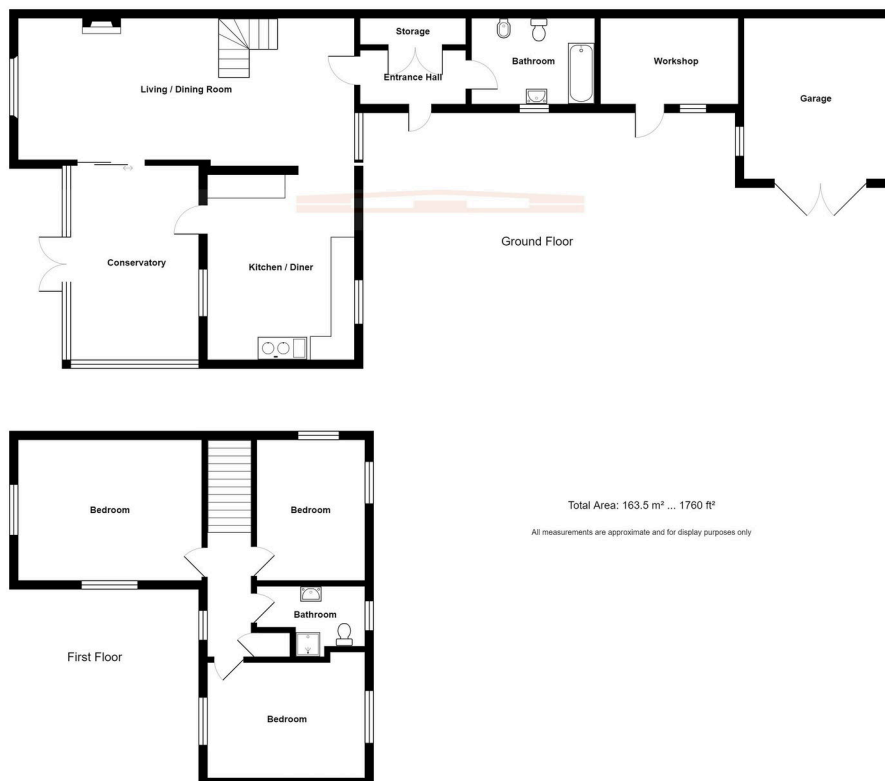 Storage
Living / Dining Room
Entrance Hall
Bathroom
Workshop
Garage
Conservatory
Kitchen / Diner
Ground Floor
Bedroom
Bedroom
Bathroom
First Floor
Bedroom
Total Area: 163.5 m² ... 1760 ft²
All measurements are approximate and for display purposes only